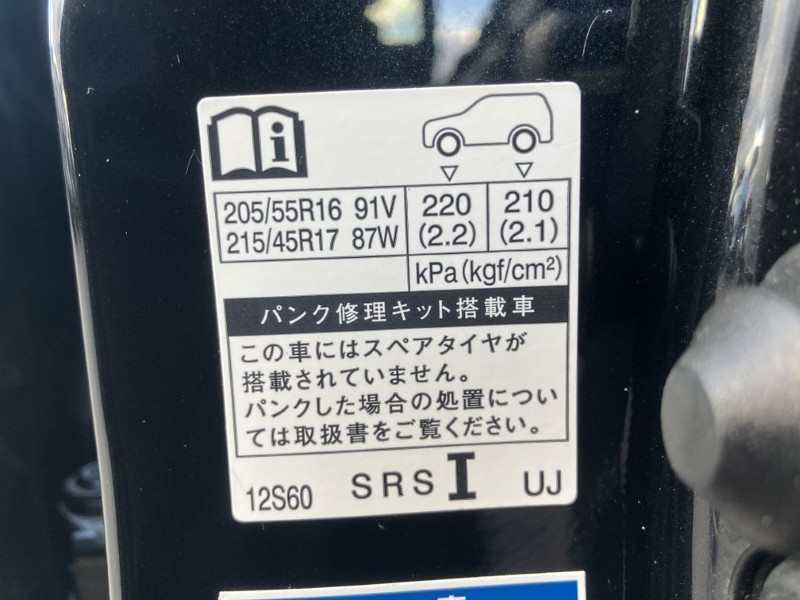 205/55R16 91V 220 210
215/45R17 87W (2.2) (2.1)
kPa(kgf/cm²)
パンク修理キット搭載車
この車にはスペアタイヤが
搭載されていません。
パンクした場合の処置につい
ては取扱書をご覧ください。
12S60 SRS I UJ